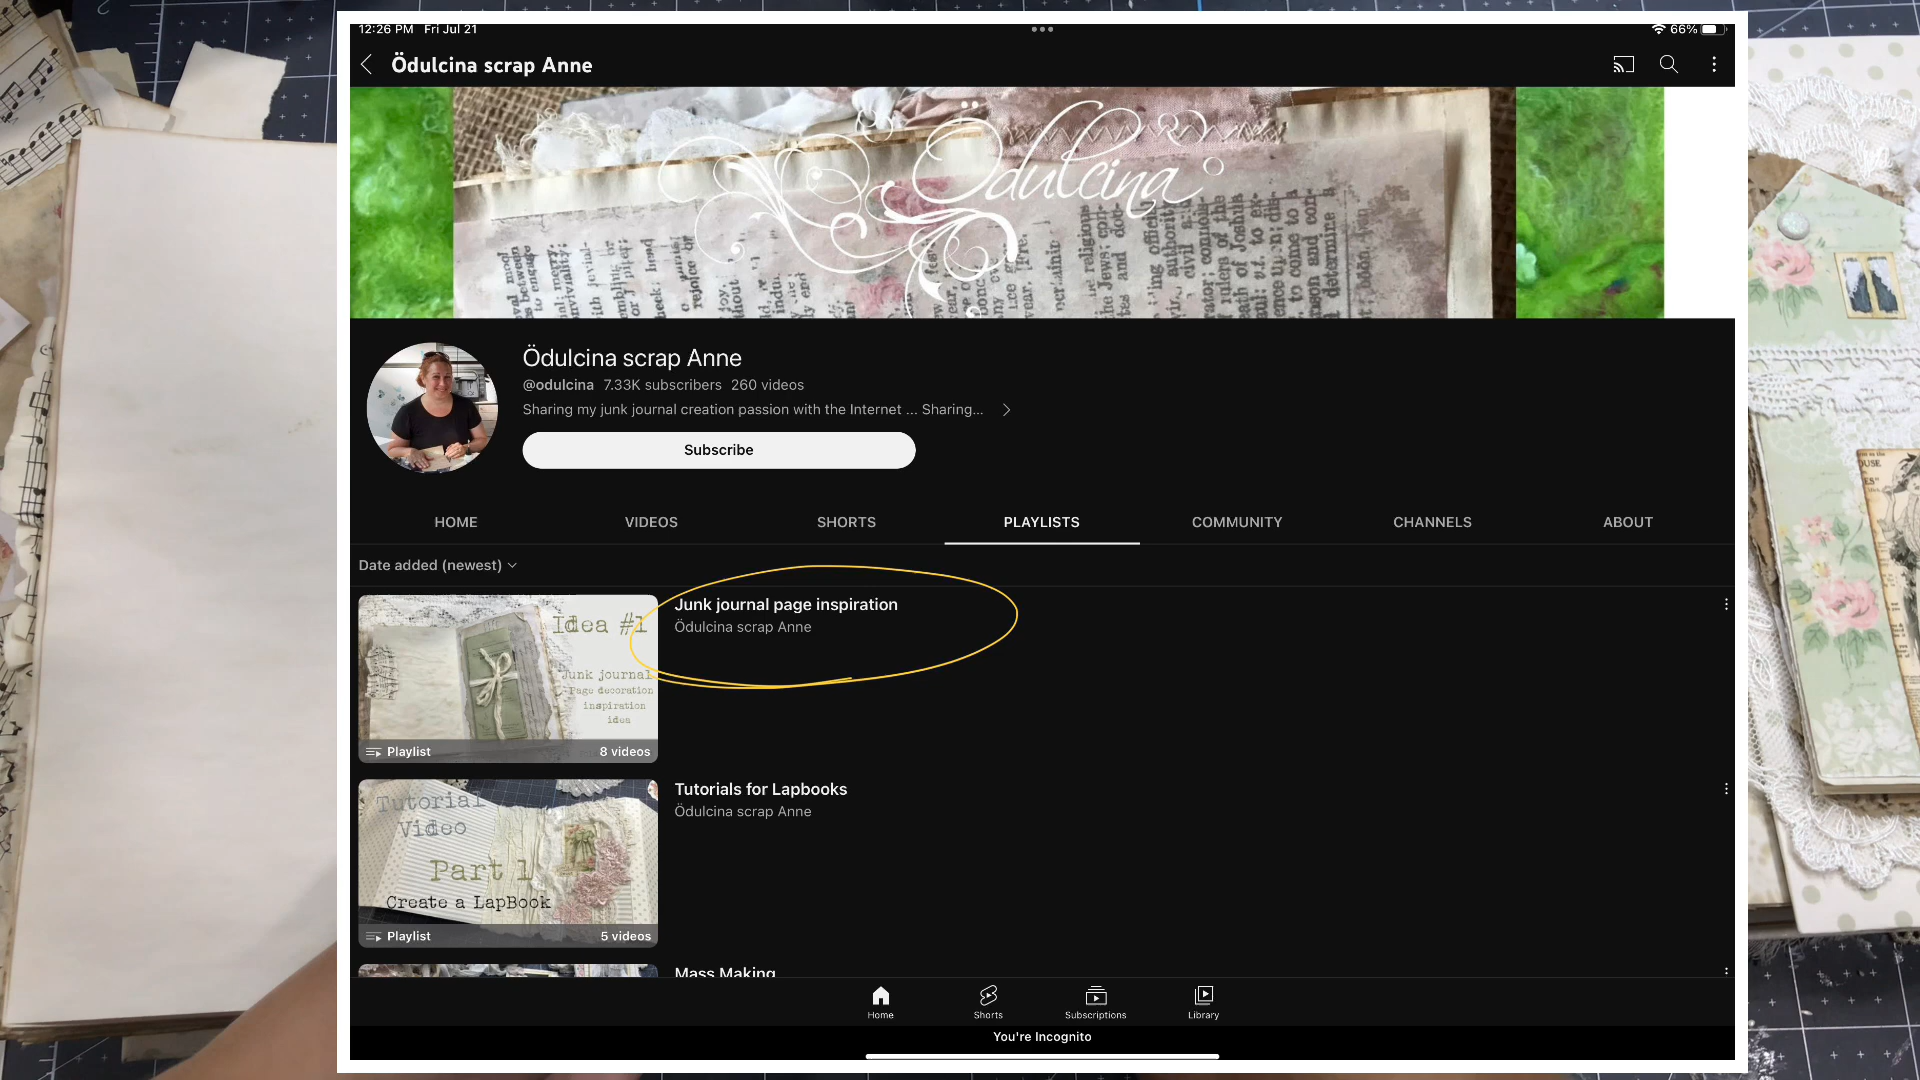 12:26 PM Fri Jul 21
66%
Ödulcina scrap Anne
Ödulcina
Ödulcina scrap Anne
@odulcina 7.33K subscribers 260 videos
Sharing my junk journal creation passion with the Internet ... Sharing...
Subscribe
HOME VIDEOS SHORTS PLAYLISTS COMMUNITY CHANNELS ABOUT
Date added (newest)
Idea #1
Junk journal
Page decoration
inspiration
idea
Playlist 8 videos
Junk journal page inspiration
Ödulcina scrap Anne
Tutorial
Video
Part 1
Create a LapBook
Playlist 5 videos
Tutorials for Lapbooks
Ödulcina scrap Anne
Mass Making
Home Shorts Subscriptions Library
You're Incognito